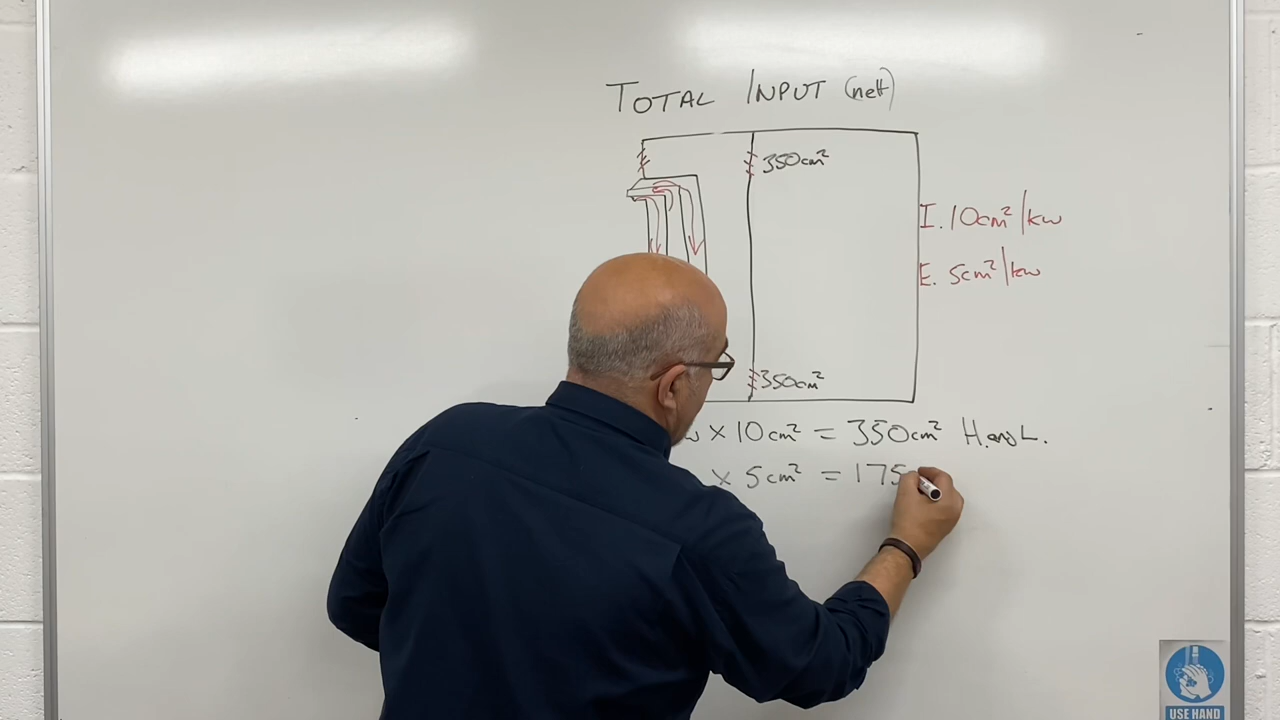 TOTAL INPUT (nett)
350cm²
I. 10cm²/kw
E. 5cm²/kw
350cm²
w × 10cm² = 350cm² H. and L.
× 5cm² = 175
USE HAND